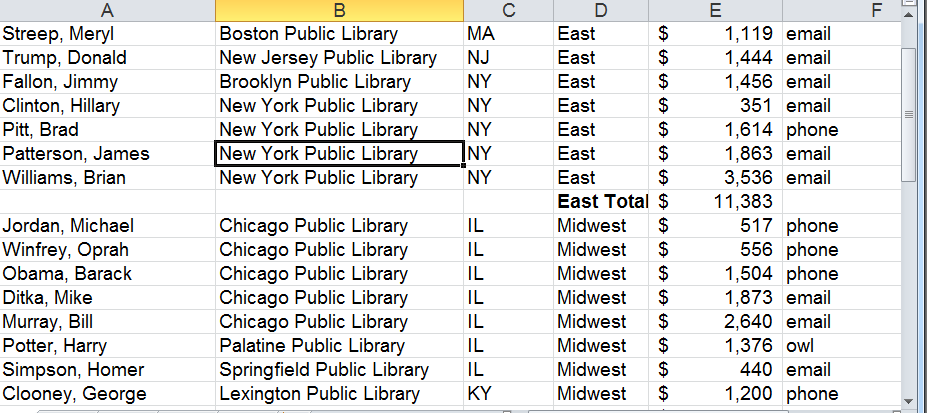 A B C D E F
Streep, Meryl Boston Public Library MA East $ 1,119 email
Trump, Donald New Jersey Public Library NJ East $ 1,444 email
Fallon, Jimmy Brooklyn Public Library NY East $ 1,456 email
Clinton, Hillary New York Public Library NY East $ 351 email
Pitt, Brad New York Public Library NY East $ 1,614 phone
Patterson, James New York Public Library NY East $ 1,863 email
Williams, Brian New York Public Library NY East $ 3,536 email
East Total $ 11,383
Jordan, Michael Chicago Public Library IL Midwest $ 517 phone
Winfrey, Oprah Chicago Public Library IL Midwest $ 556 phone
Obama, Barack Chicago Public Library IL Midwest $ 1,504 phone
Ditka, Mike Chicago Public Library IL Midwest $ 1,873 email
Murray, Bill Chicago Public Library IL Midwest $ 2,640 email
Potter, Harry Palatine Public Library IL Midwest $ 1,376 owl
Simpson, Homer Springfield Public Library IL Midwest $ 440 email
Clooney, George Lexington Public Library KY Midwest $ 1,200 phone